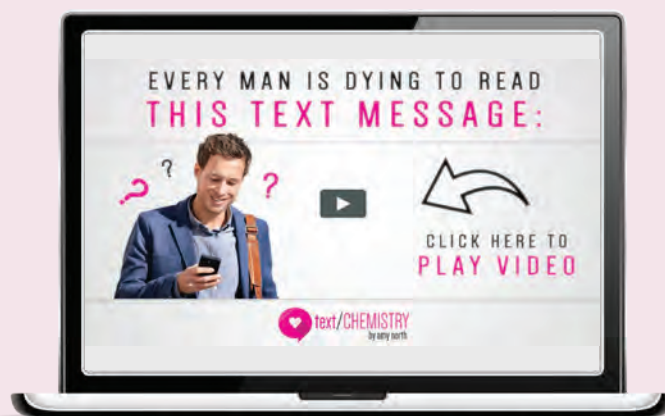 EVERY MAN IS DYING TO READ
THIS TEXT MESSAGE:
? ? ?
CLICK HERE TO
PLAY VIDEO
text/CHEMISTRY
by amy north